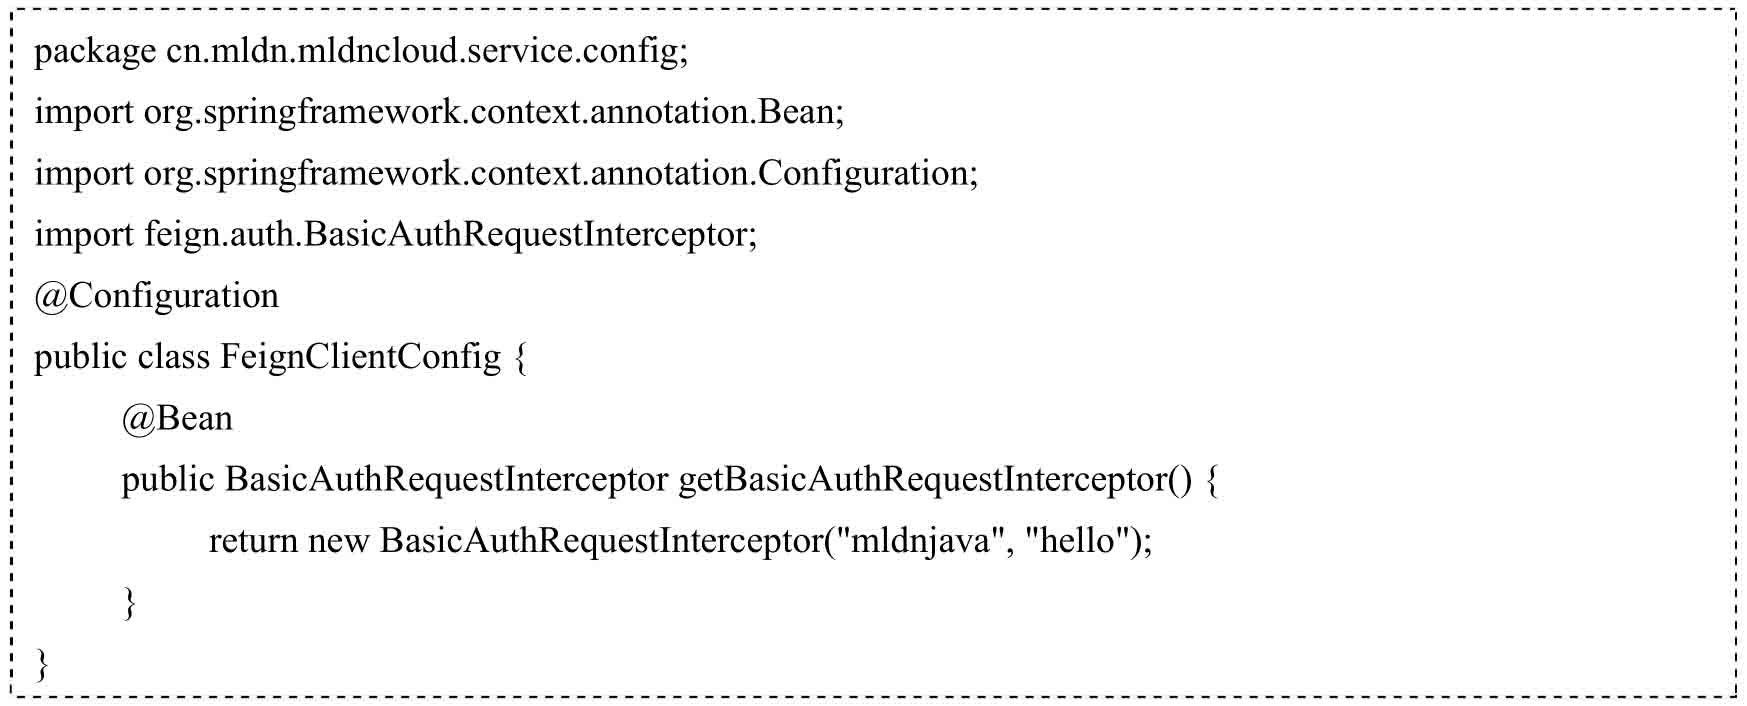 package cn.mldn.mldncloud.service.config;
import org.springframework.context.annotation.Bean;
import org.springframework.context.annotation.Configuration;
import feign.auth.BasicAuthRequestInterceptor;
@Configuration
public class FeignClientConfig {
@Bean
public BasicAuthRequestInterceptor getBasicAuthRequestInterceptor() {
return new BasicAuthRequestInterceptor("mldnjava", "hello");
}
}